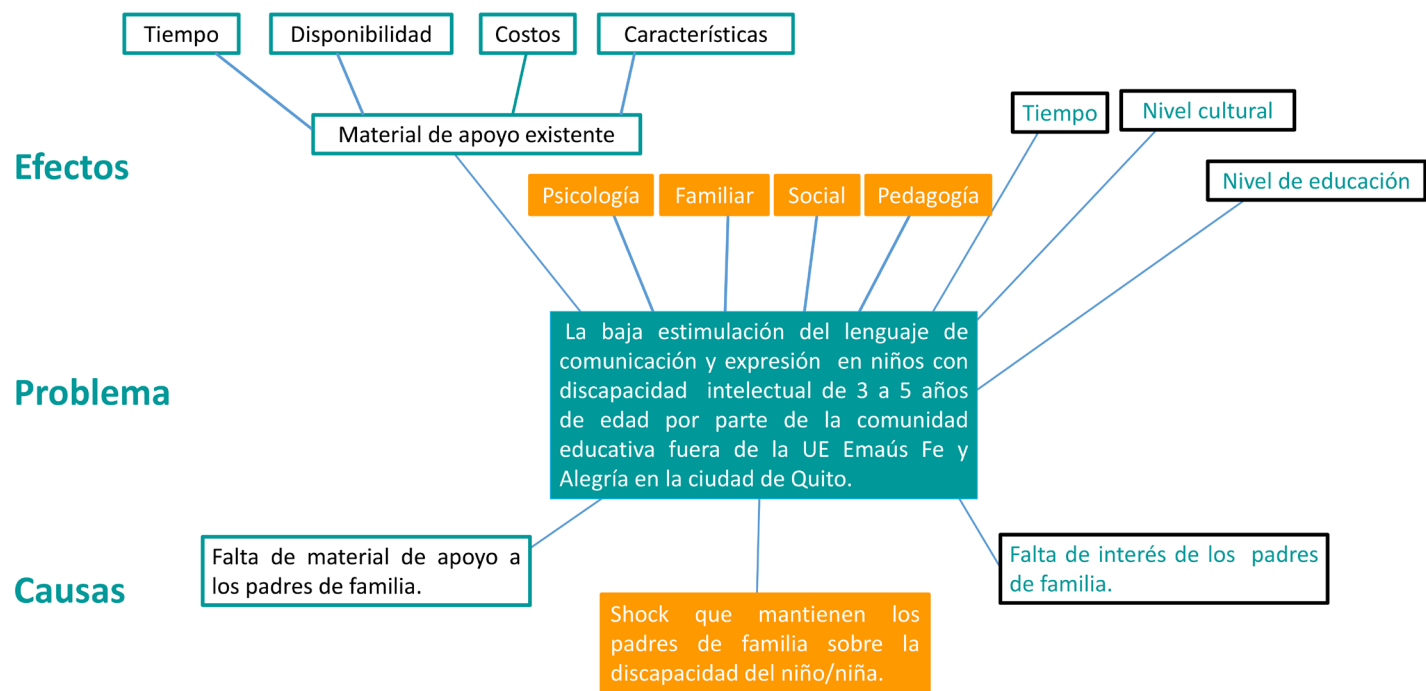 Tiempo
Disponibilidad
Costos
Características
Material de apoyo existente
Tiempo
Nivel cultural
Nivel de educación
Efectos
Psicología
Familiar
Social
Pedagogía
Problema
La baja estimulación del lenguaje de
comunicación y expresión en niños con
discapacidad intelectual de 3 a 5 años
de edad por parte de la comunidad
educativa fuera de la UE Emaús Fe y
Alegría en la ciudad de Quito.
Causas
Falta de material de apoyo a
los padres de familia.
Shock que mantienen los
padres de familia sobre la
discapacidad del niño/niña.
Falta de interés de los padres
de familia.